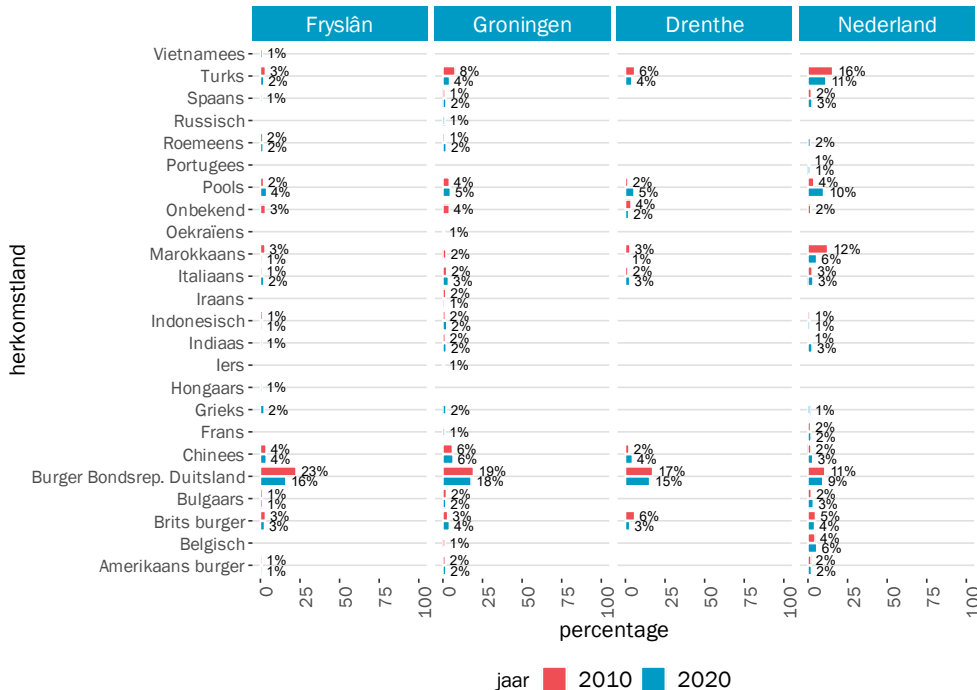 Fryslân Groningen Drenthe Nederland
herkomstland
Vietnamees 1%
Turks 3% 8% 6% 16%
2% 4% 4% 11%
Spaans 1% 1% 2%
2% 3%
Russisch 1%
Roemeens 2% 1%
2% 2% 2%
Portugees 1%
1%
Pools 2% 4% 2% 4%
4% 5% 5% 10%
Onbekend 3% 4% 4% 2%
2%
Oekraïens 1%
Marokkaans 3% 2% 3% 12%
1% 1% 6%
Italiaans 1% 2% 2% 3%
2% 3% 3% 3%
Iraans 2%
1%
Indonesisch 1% 2% 1%
1% 2% 1%
Indiaas 1% 2% 1%
2% 3%
Iers 1%
Hongaars 1%
Grieks 2% 2% 1%
Frans 1% 2%
2%
Chinees 4% 6% 2% 2%
4% 6% 4% 3%
Burger Bondsrep. Duitsland 23% 19% 17% 11%
16% 18% 15% 9%
Bulgaars 1% 2% 2%
1% 2% 3%
Brits burger 3% 3% 6% 5%
3% 4% 3% 4%
Belgisch 1% 4%
6%
Amerikaans burger 1% 2% 2%
1% 2% 2%
0 25 50 75 100 0 25 50 75 100 0 25 50 75 100 0 25 50 75 100
percentage
jaar 2010 2020